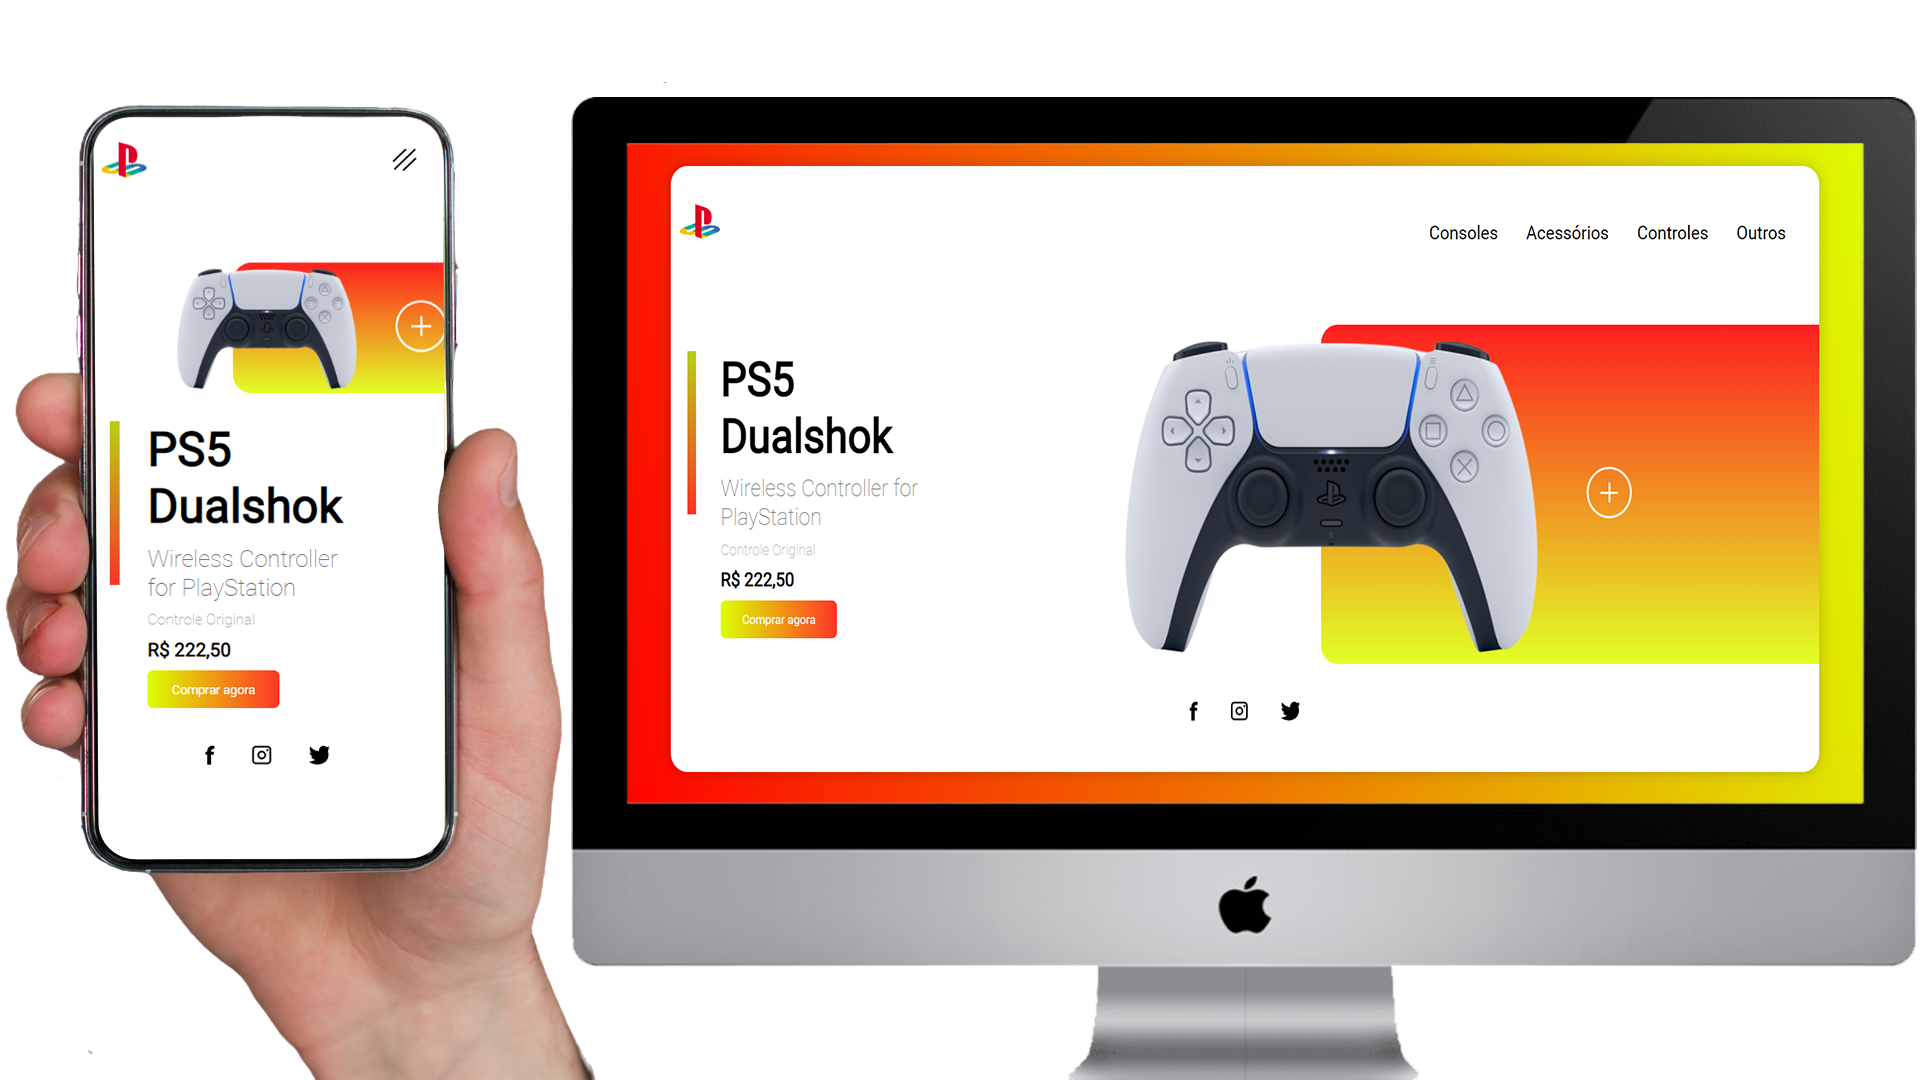 PS5
Dualshok
Wireless Controller
for PlayStation
Controle Original
R$ 222,50
Comprar agora
Consoles Acessórios Controles Outros
PS5
Dualshok
Wireless Controller for
PlayStation
Controle Original
R$ 222,50
Comprar agora